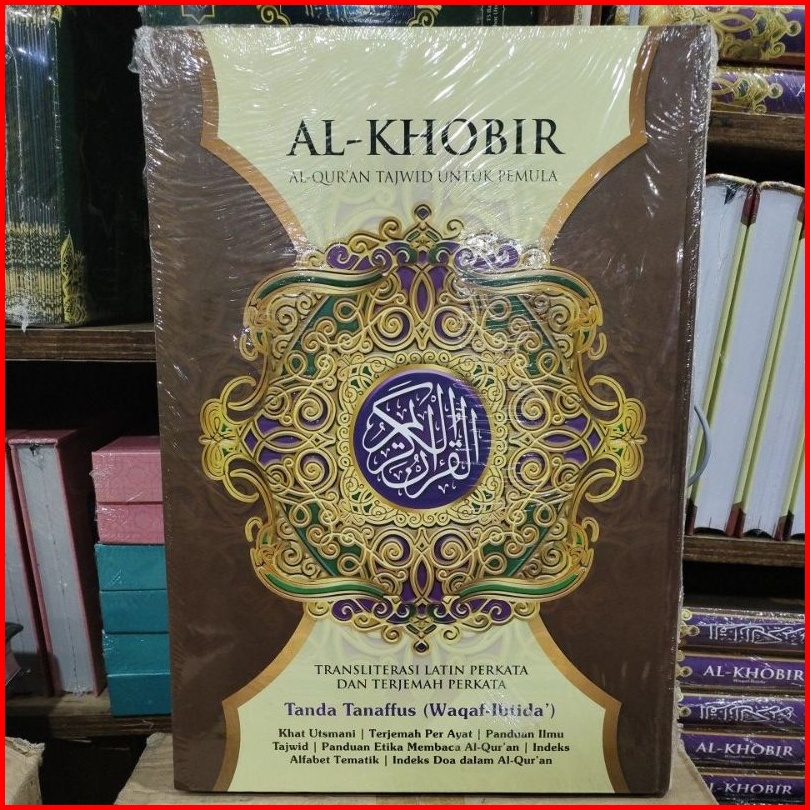 AL-KHOBIR
AL-QUR'AN TAJWID UNTUK PEMULA
القرآن الكريم
TRANSLITERASI LATIN PERKATA
DAN TERJEMAH PERKATA
Tanda Tanaffus (Waqaf-Ibtida')
Khat Utsmani | Terjemah Per Ayat | Panduan Ilmu
Tajwid | Panduan Etika Membaca Al-Qur'an | Indeks
Alfabet Tematik | Indeks Doa dalam Al-Qur'an
AL-KHOBIR
AL-KHOBIR
AL-KHOBIR